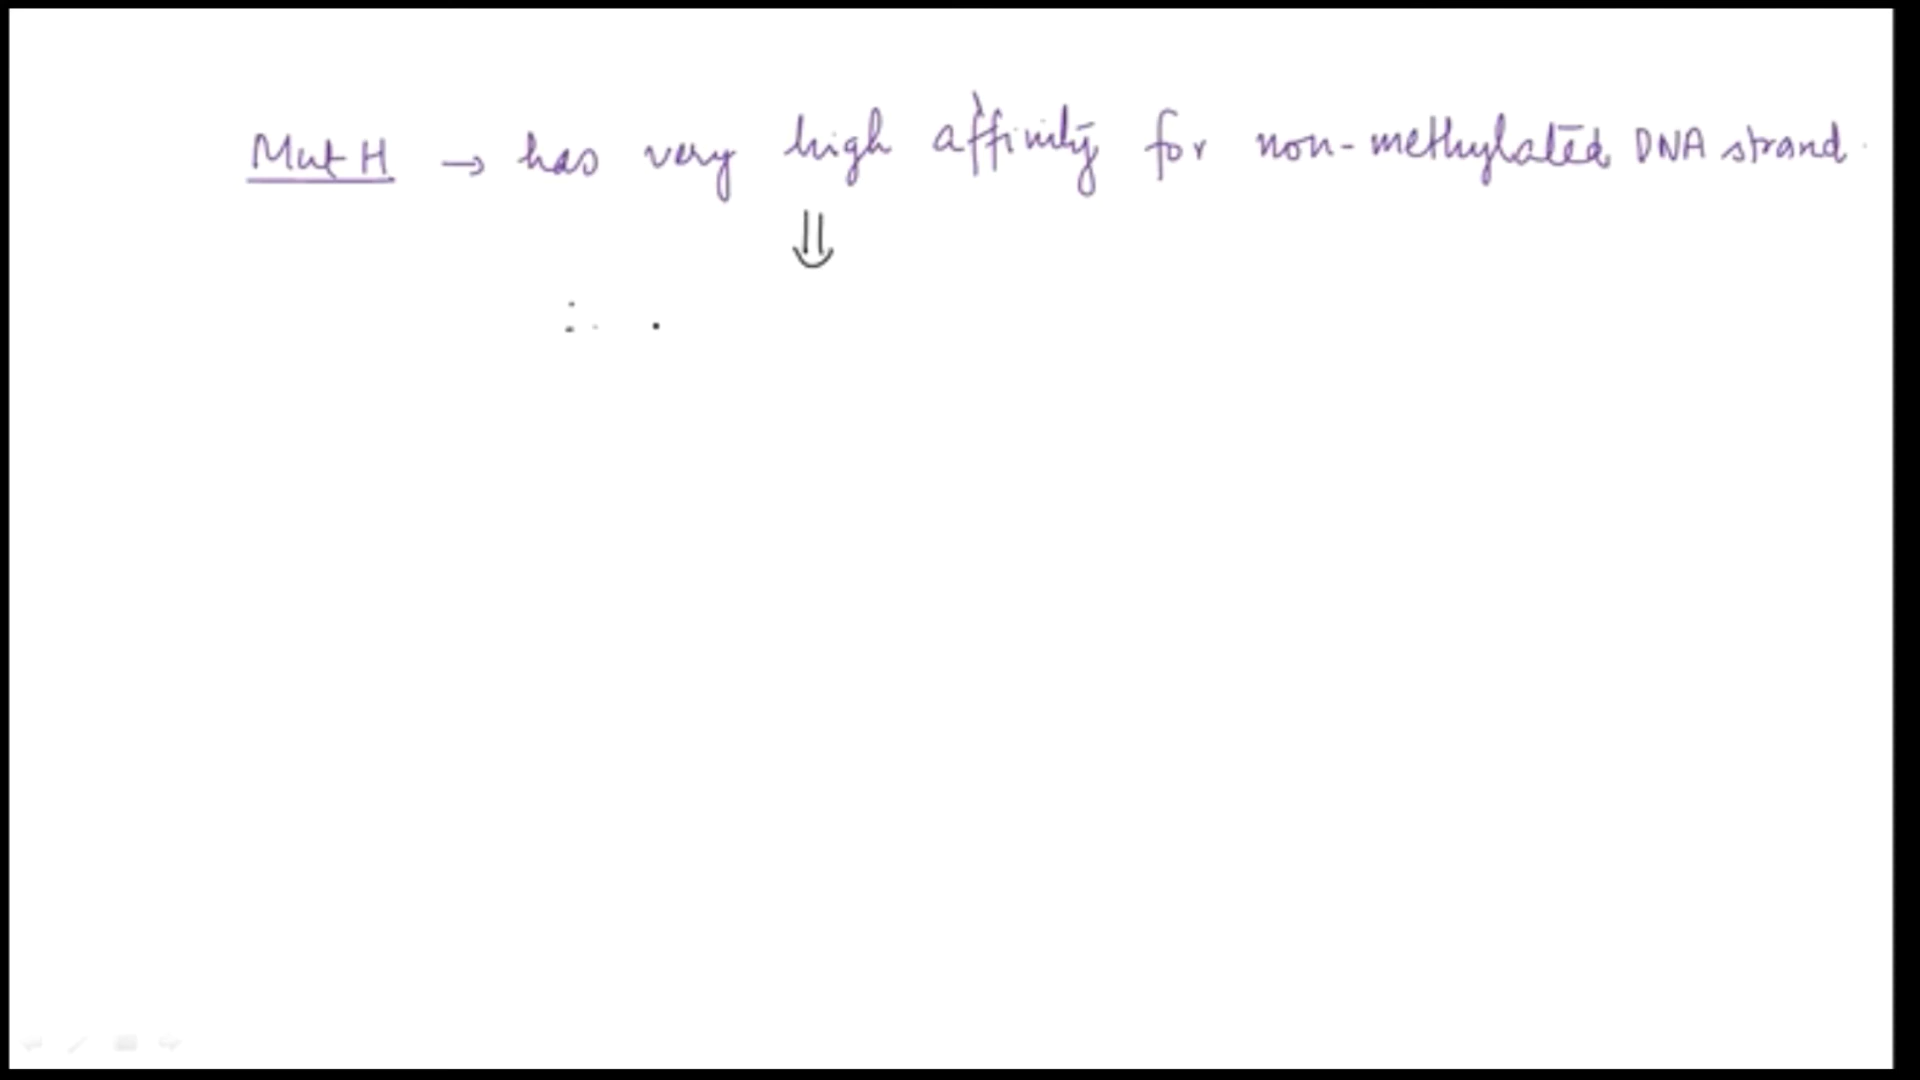 Mut H → has very high affinity for non-methylated DNA strand.
⇓